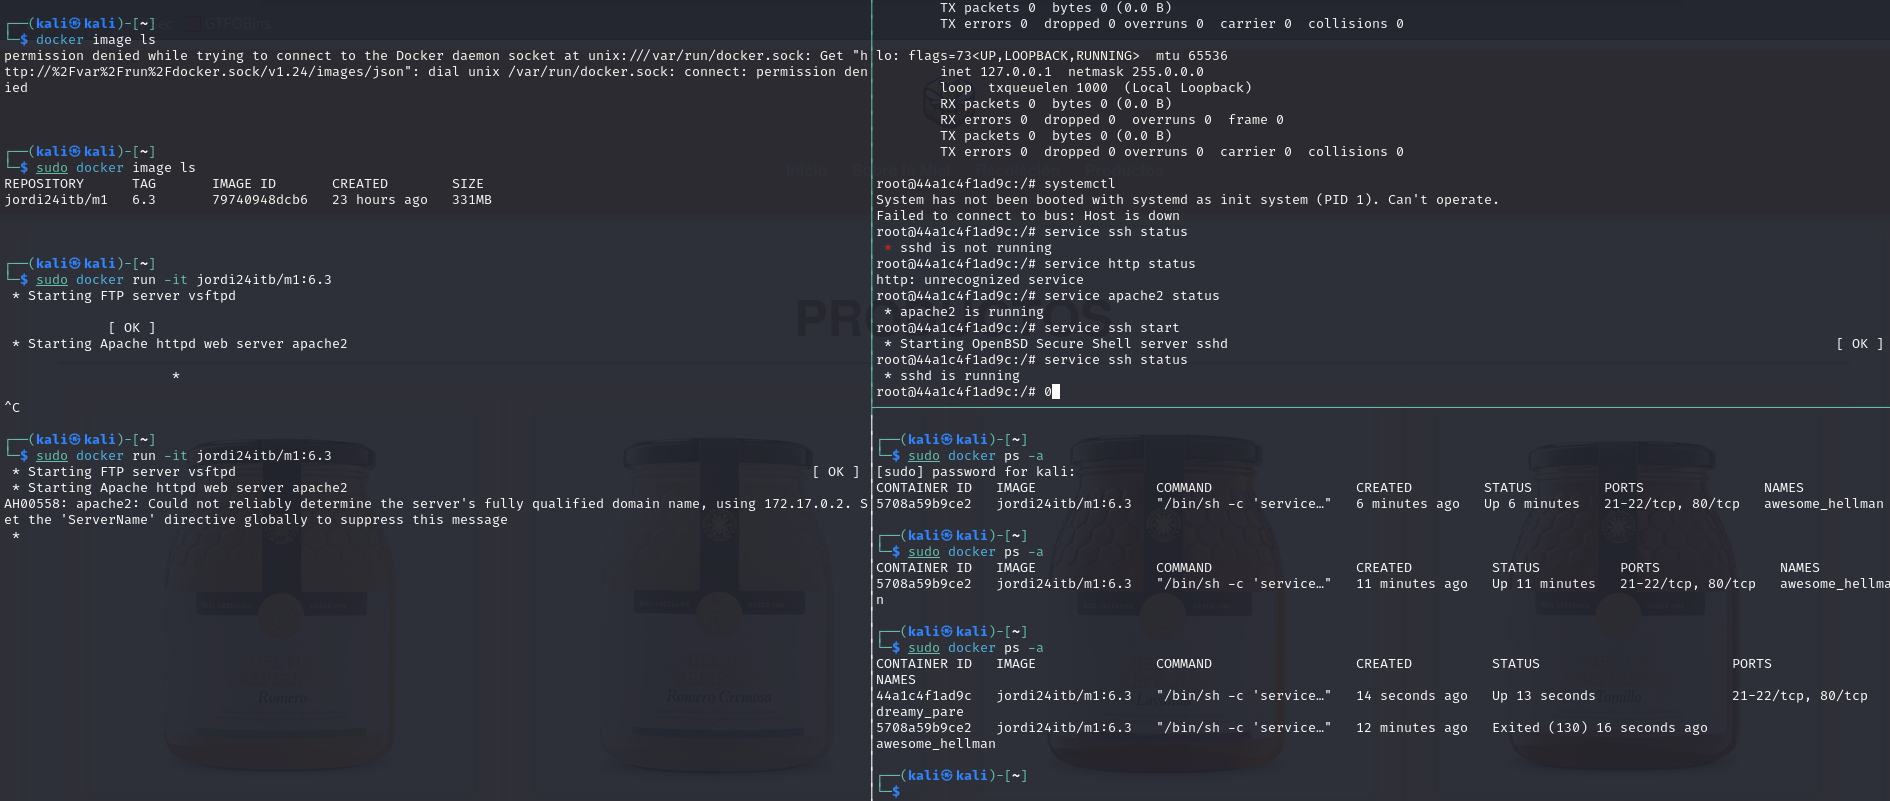 ┌──(kali㉿kali)-[~]
└─$ docker image ls
permission denied while trying to connect to the Docker daemon socket at unix:///var/run/docker.sock: Get "h
ttp://%2Fvar%2Frun%2Fdocker.sock/v1.24/images/json": dial unix /var/run/docker.sock: connect: permission den
ied
┌──(kali㉿kali)-[~]
└─$ sudo docker image ls
REPOSITORY      TAG       IMAGE ID       CREATED        SIZE
jordi24itb/m1   6.3       79740948dcb6   23 hours ago   331MB
┌──(kali㉿kali)-[~]
└─$ sudo docker run -it jordi24itb/m1:6.3
 * Starting FTP server vsftpd
[ OK ]
 * Starting Apache httpd web server apache2
*
^C
┌──(kali㉿kali)-[~]
└─$ sudo docker run -it jordi24itb/m1:6.3
 * Starting FTP server vsftpd [ OK ]
 * Starting Apache httpd web server apache2
AH00558: apache2: Could not reliably determine the server's fully qualified domain name, using 172.17.0.2. S
et the 'ServerName' directive globally to suppress this message
 *
TX packets 0  bytes 0 (0.0 B)
TX errors 0  dropped 0 overruns 0  carrier 0  collisions 0
lo: flags=73<UP,LOOPBACK,RUNNING>  mtu 65536
inet 127.0.0.1  netmask 255.0.0.0
loop  txqueuelen 1000  (Local Loopback)
RX packets 0  bytes 0 (0.0 B)
RX errors 0  dropped 0  overruns 0  frame 0
TX packets 0  bytes 0 (0.0 B)
TX errors 0  dropped 0 overruns 0  carrier 0  collisions 0
root@44a1c4f1ad9c:/# systemctl
System has not been booted with systemd as init system (PID 1). Can't operate.
Failed to connect to bus: Host is down
root@44a1c4f1ad9c:/# service ssh status
 * sshd is not running
root@44a1c4f1ad9c:/# service http status
http: unrecognized service
root@44a1c4f1ad9c:/# service apache2 status
 * apache2 is running
root@44a1c4f1ad9c:/# service ssh start
 * Starting OpenBSD Secure Shell server sshd [ OK ]
root@44a1c4f1ad9c:/# service ssh status
 * sshd is running
root@44a1c4f1ad9c:/# 0
┌──(kali㉿kali)-[~]
└─$ sudo docker ps -a
[sudo] password for kali:
CONTAINER ID   IMAGE               COMMAND                  CREATED         STATUS         PORTS               NAMES
5708a59b9ce2   jordi24itb/m1:6.3   "/bin/sh -c 'service…"   6 minutes ago   Up 6 minutes   21-22/tcp, 80/tcp   awesome_hellman
┌──(kali㉿kali)-[~]
└─$ sudo docker ps -a
CONTAINER ID   IMAGE               COMMAND                  CREATED          STATUS          PORTS               NAMES
5708a59b9ce2   jordi24itb/m1:6.3   "/bin/sh -c 'service…"   11 minutes ago   Up 11 minutes   21-22/tcp, 80/tcp   awesome_hellma
n
┌──(kali㉿kali)-[~]
└─$ sudo docker ps -a
CONTAINER ID   IMAGE               COMMAND                  CREATED          STATUS                        PORTS
NAMES
44a1c4f1ad9c   jordi24itb/m1:6.3   "/bin/sh -c 'service…"   14 seconds ago   Up 13 seconds                 21-22/tcp, 80/tcp
dreamy_pare
5708a59b9ce2   jordi24itb/m1:6.3   "/bin/sh -c 'service…"   12 minutes ago   Exited (130) 16 seconds ago
awesome_hellman
┌──(kali㉿kali)-[~]
└─$
GTFOBins
Inicio
Productos
PRODUCTOS
Romero
Romero Cremosa
Tomillo